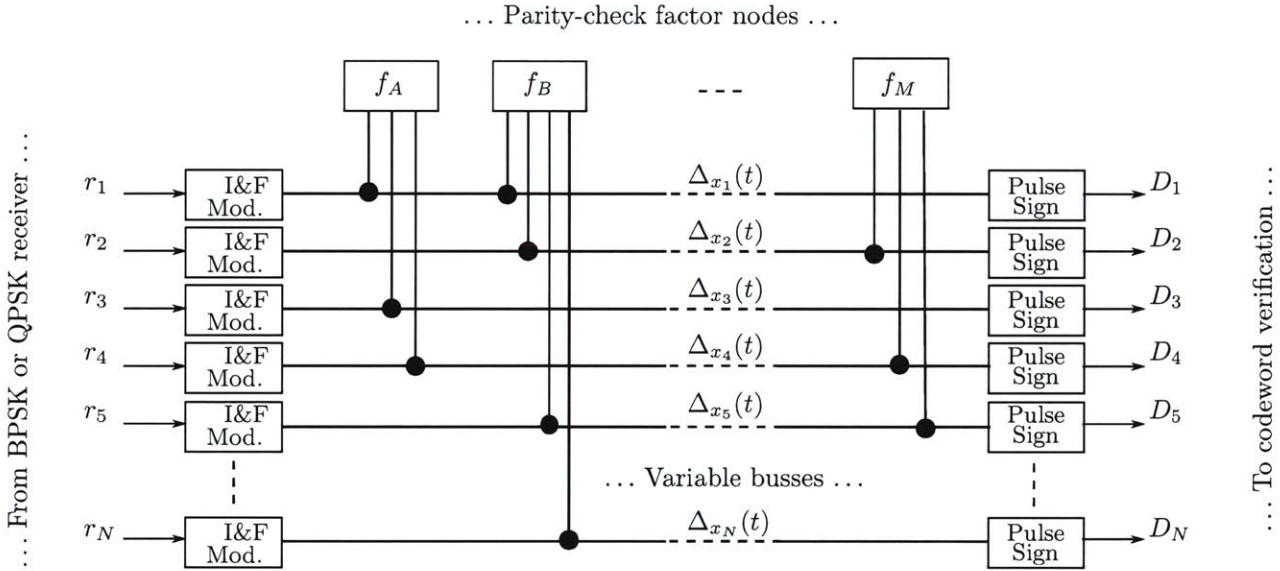 ... Parity-check factor nodes ...
f_A
f_B
f_M
... From BPSK or QPSK receiver ...
r_1
I&F
Mod.
Δ_{x_1}(t)
Pulse
Sign
D_1
r_2
I&F
Mod.
Δ_{x_2}(t)
Pulse
Sign
D_2
r_3
I&F
Mod.
Δ_{x_3}(t)
Pulse
Sign
D_3
r_4
I&F
Mod.
Δ_{x_4}(t)
Pulse
Sign
D_4
r_5
I&F
Mod.
Δ_{x_5}(t)
Pulse
Sign
D_5
... Variable busses ...
r_N
I&F
Mod.
Δ_{x_N}(t)
Pulse
Sign
D_N
... To codeword verification ...